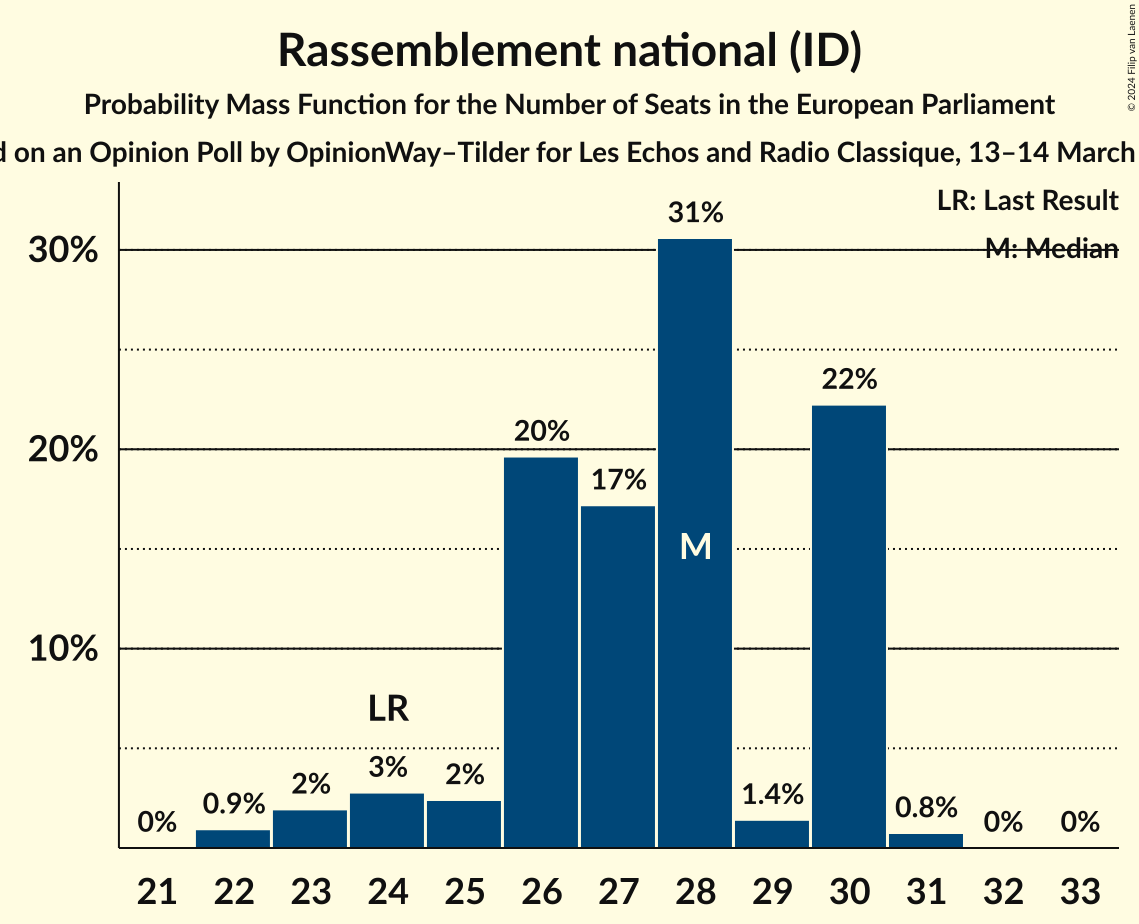 Rassemblement national (ID)
Probability Mass Function for the Number of Seats in the European Parliament
on an Opinion Poll by OpinionWay–Tilder for Les Echos and Radio Classique, 13–14 March
© 2024 Filip van Laenen
LR: Last Result
M: Median
30%
20%
10%
31%
22%
20%
17%
M
LR
3%
2%
2%
1.4%
0.9%
0.8%
0%
0%
0%
21 22 23 24 25 26 27 28 29 30 31 32 33